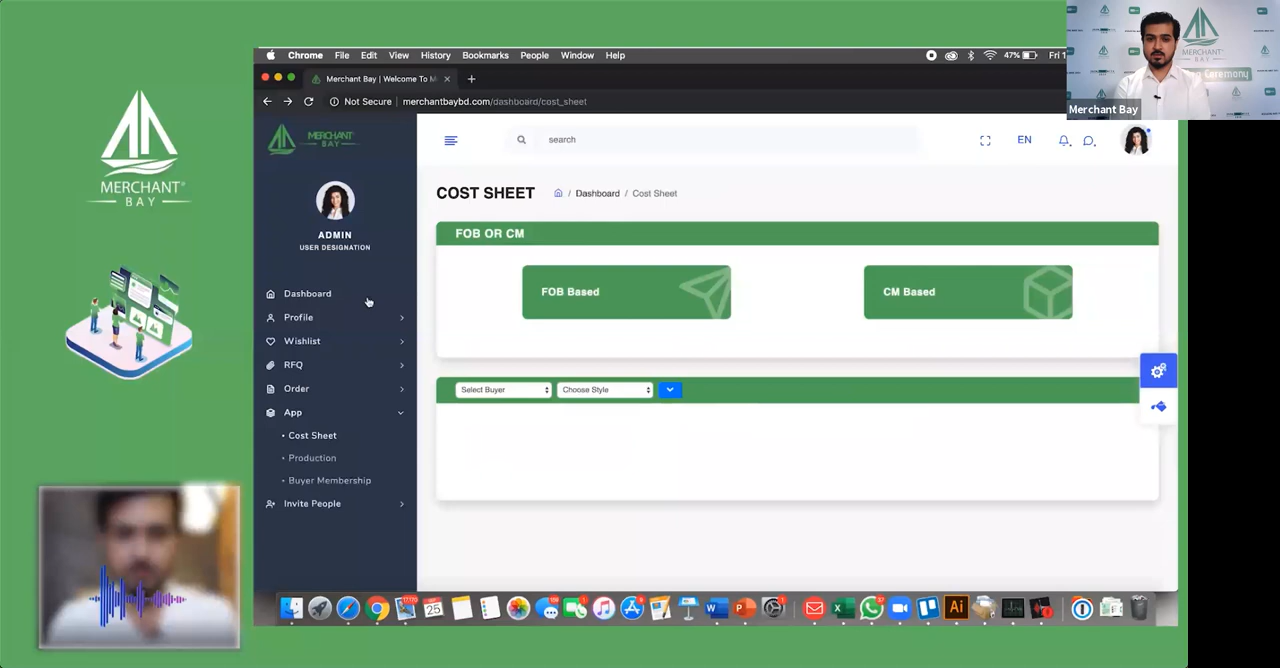 MERCHANT
BAY
Chrome File Edit View History Bookmarks People Window Help
47%
Merchant Bay | Welcome To M
Not Secure merchantbaybd.com/dashboard/cost_sheet
MERCHANT
BAY
search
EN
ADMIN
USER DESIGNATION
Dashboard
Profile
Wishlist
RFQ
Order
App
Cost Sheet
Production
Buyer Membership
Invite People
COST SHEET
/ Dashboard / Cost Sheet
FOB OR CM
FOB Based
CM Based
Select Buyer
Choose Style
MERCHANT
BAY
Ceremony
Merchant Bay